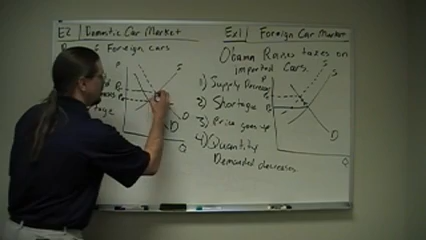 E2 | Domestic Car Market
Foreign cars
P
S
D
D
Q
Ex1 | Foreign Car Market
Obama Raises taxes on
imported Cars.
1) Supply Decreases
2) Shortage
3) Price goes up
4) Quantity
Demanded decreases
P
S
S
D
Q